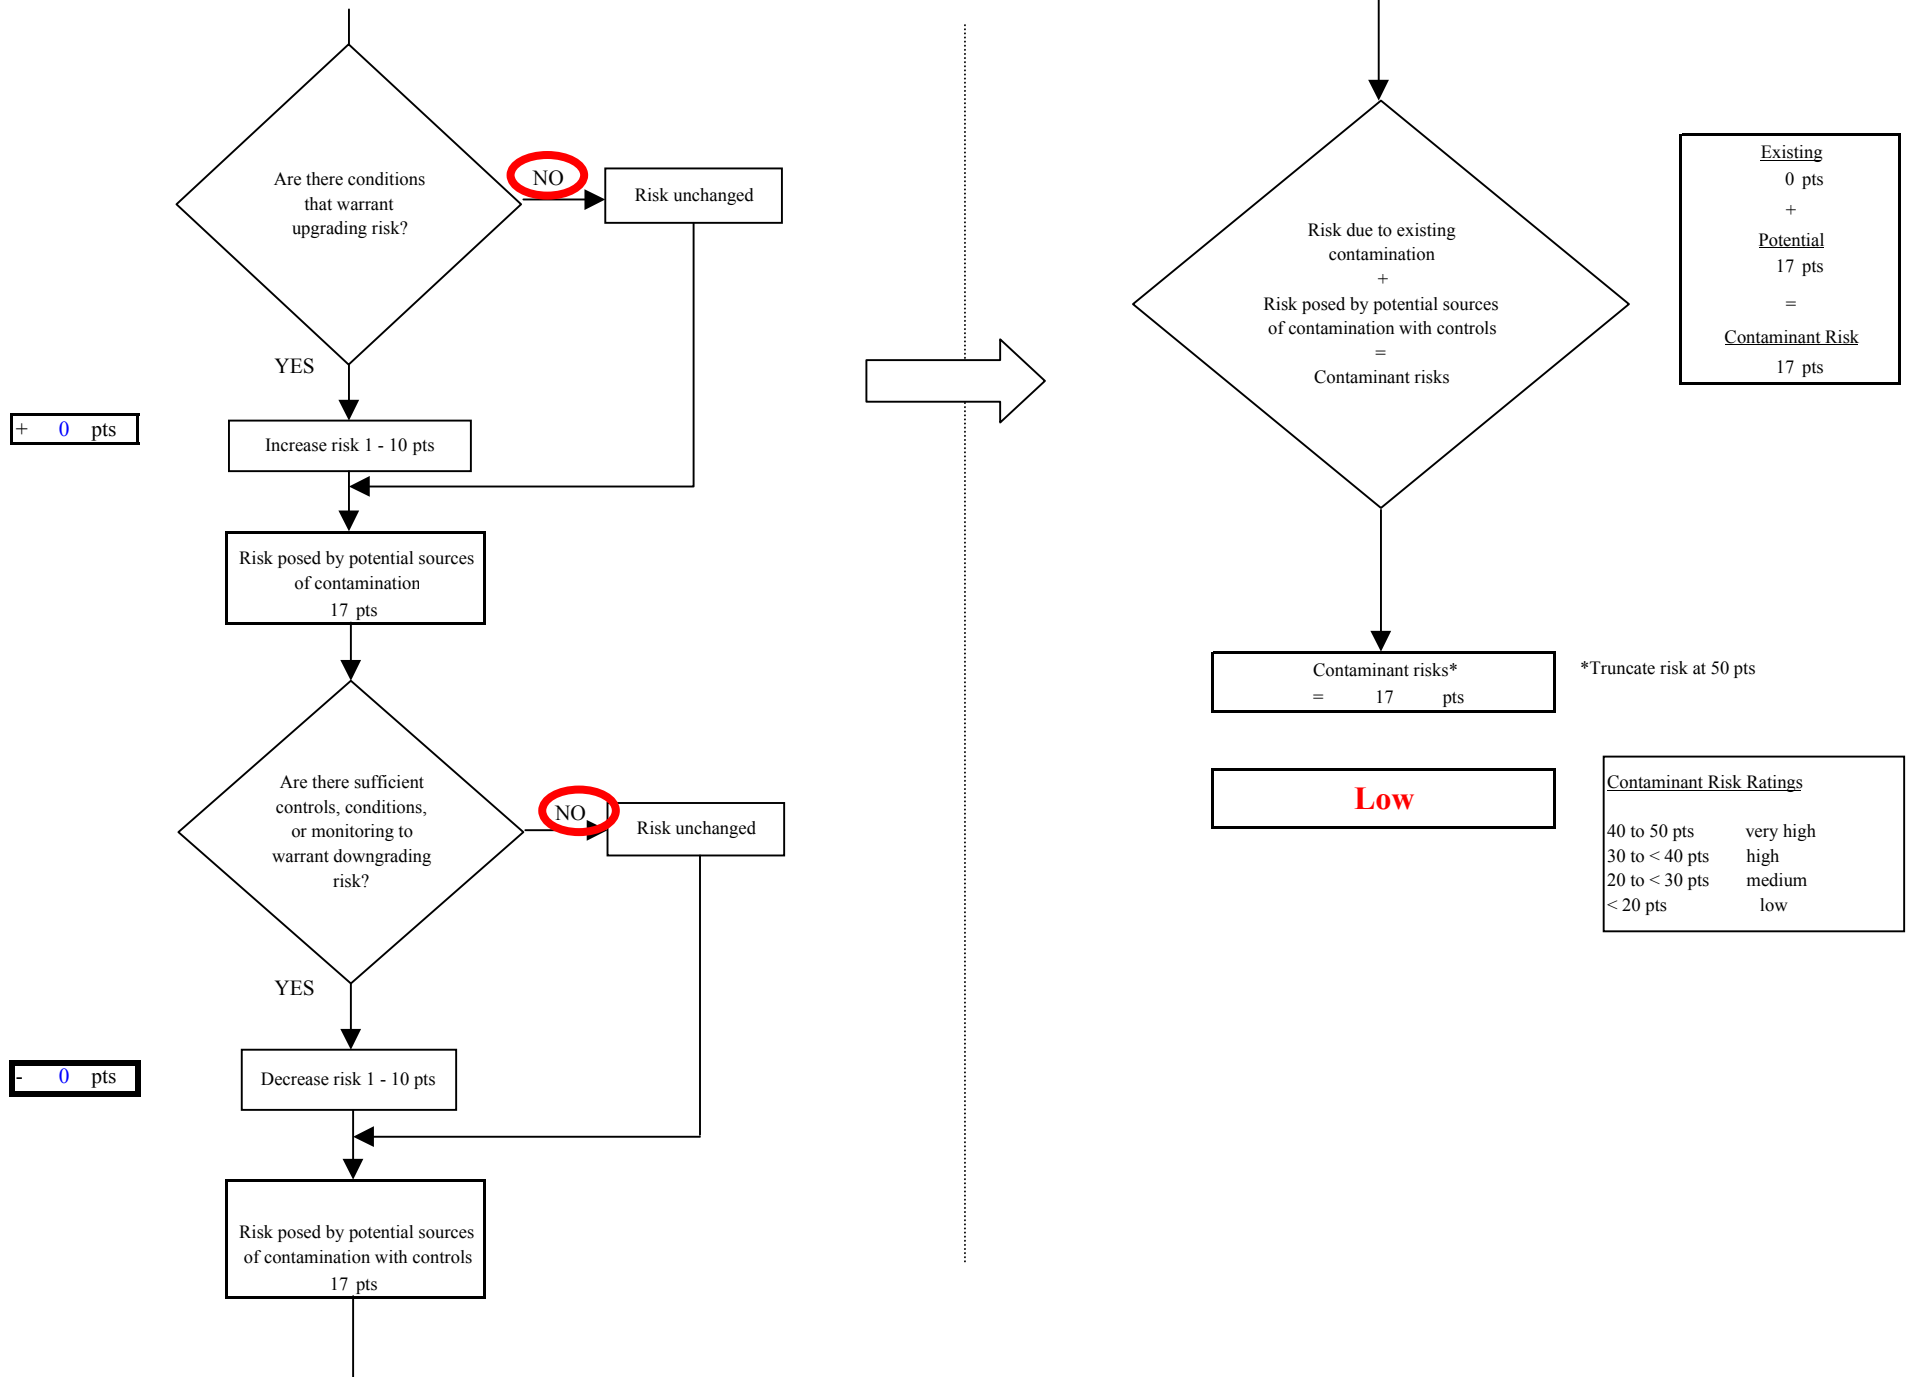 Are there conditions
that warrant
upgrading risk?
NO
Risk unchanged
YES
+ 0 pts
Increase risk 1 - 10 pts
Risk posed by potential sources
of contamination
17 pts
Are there sufficient
controls, conditions,
or monitoring to
warrant downgrading
risk?
NO
Risk unchanged
YES
- 0 pts
Decrease risk 1 - 10 pts
Risk posed by potential sources
of contamination with controls
17 pts
Risk due to existing
contamination
+
Risk posed by potential sources
of contamination with controls
=
Contaminant risks
Existing
0 pts
+
Potential
17 pts
=
Contaminant Risk
17 pts
Contaminant risks*
= 17 pts
*Truncate risk at 50 pts
Low
Contaminant Risk Ratings
40 to 50 pts very high
30 to < 40 pts high
20 to < 30 pts medium
< 20 pts low